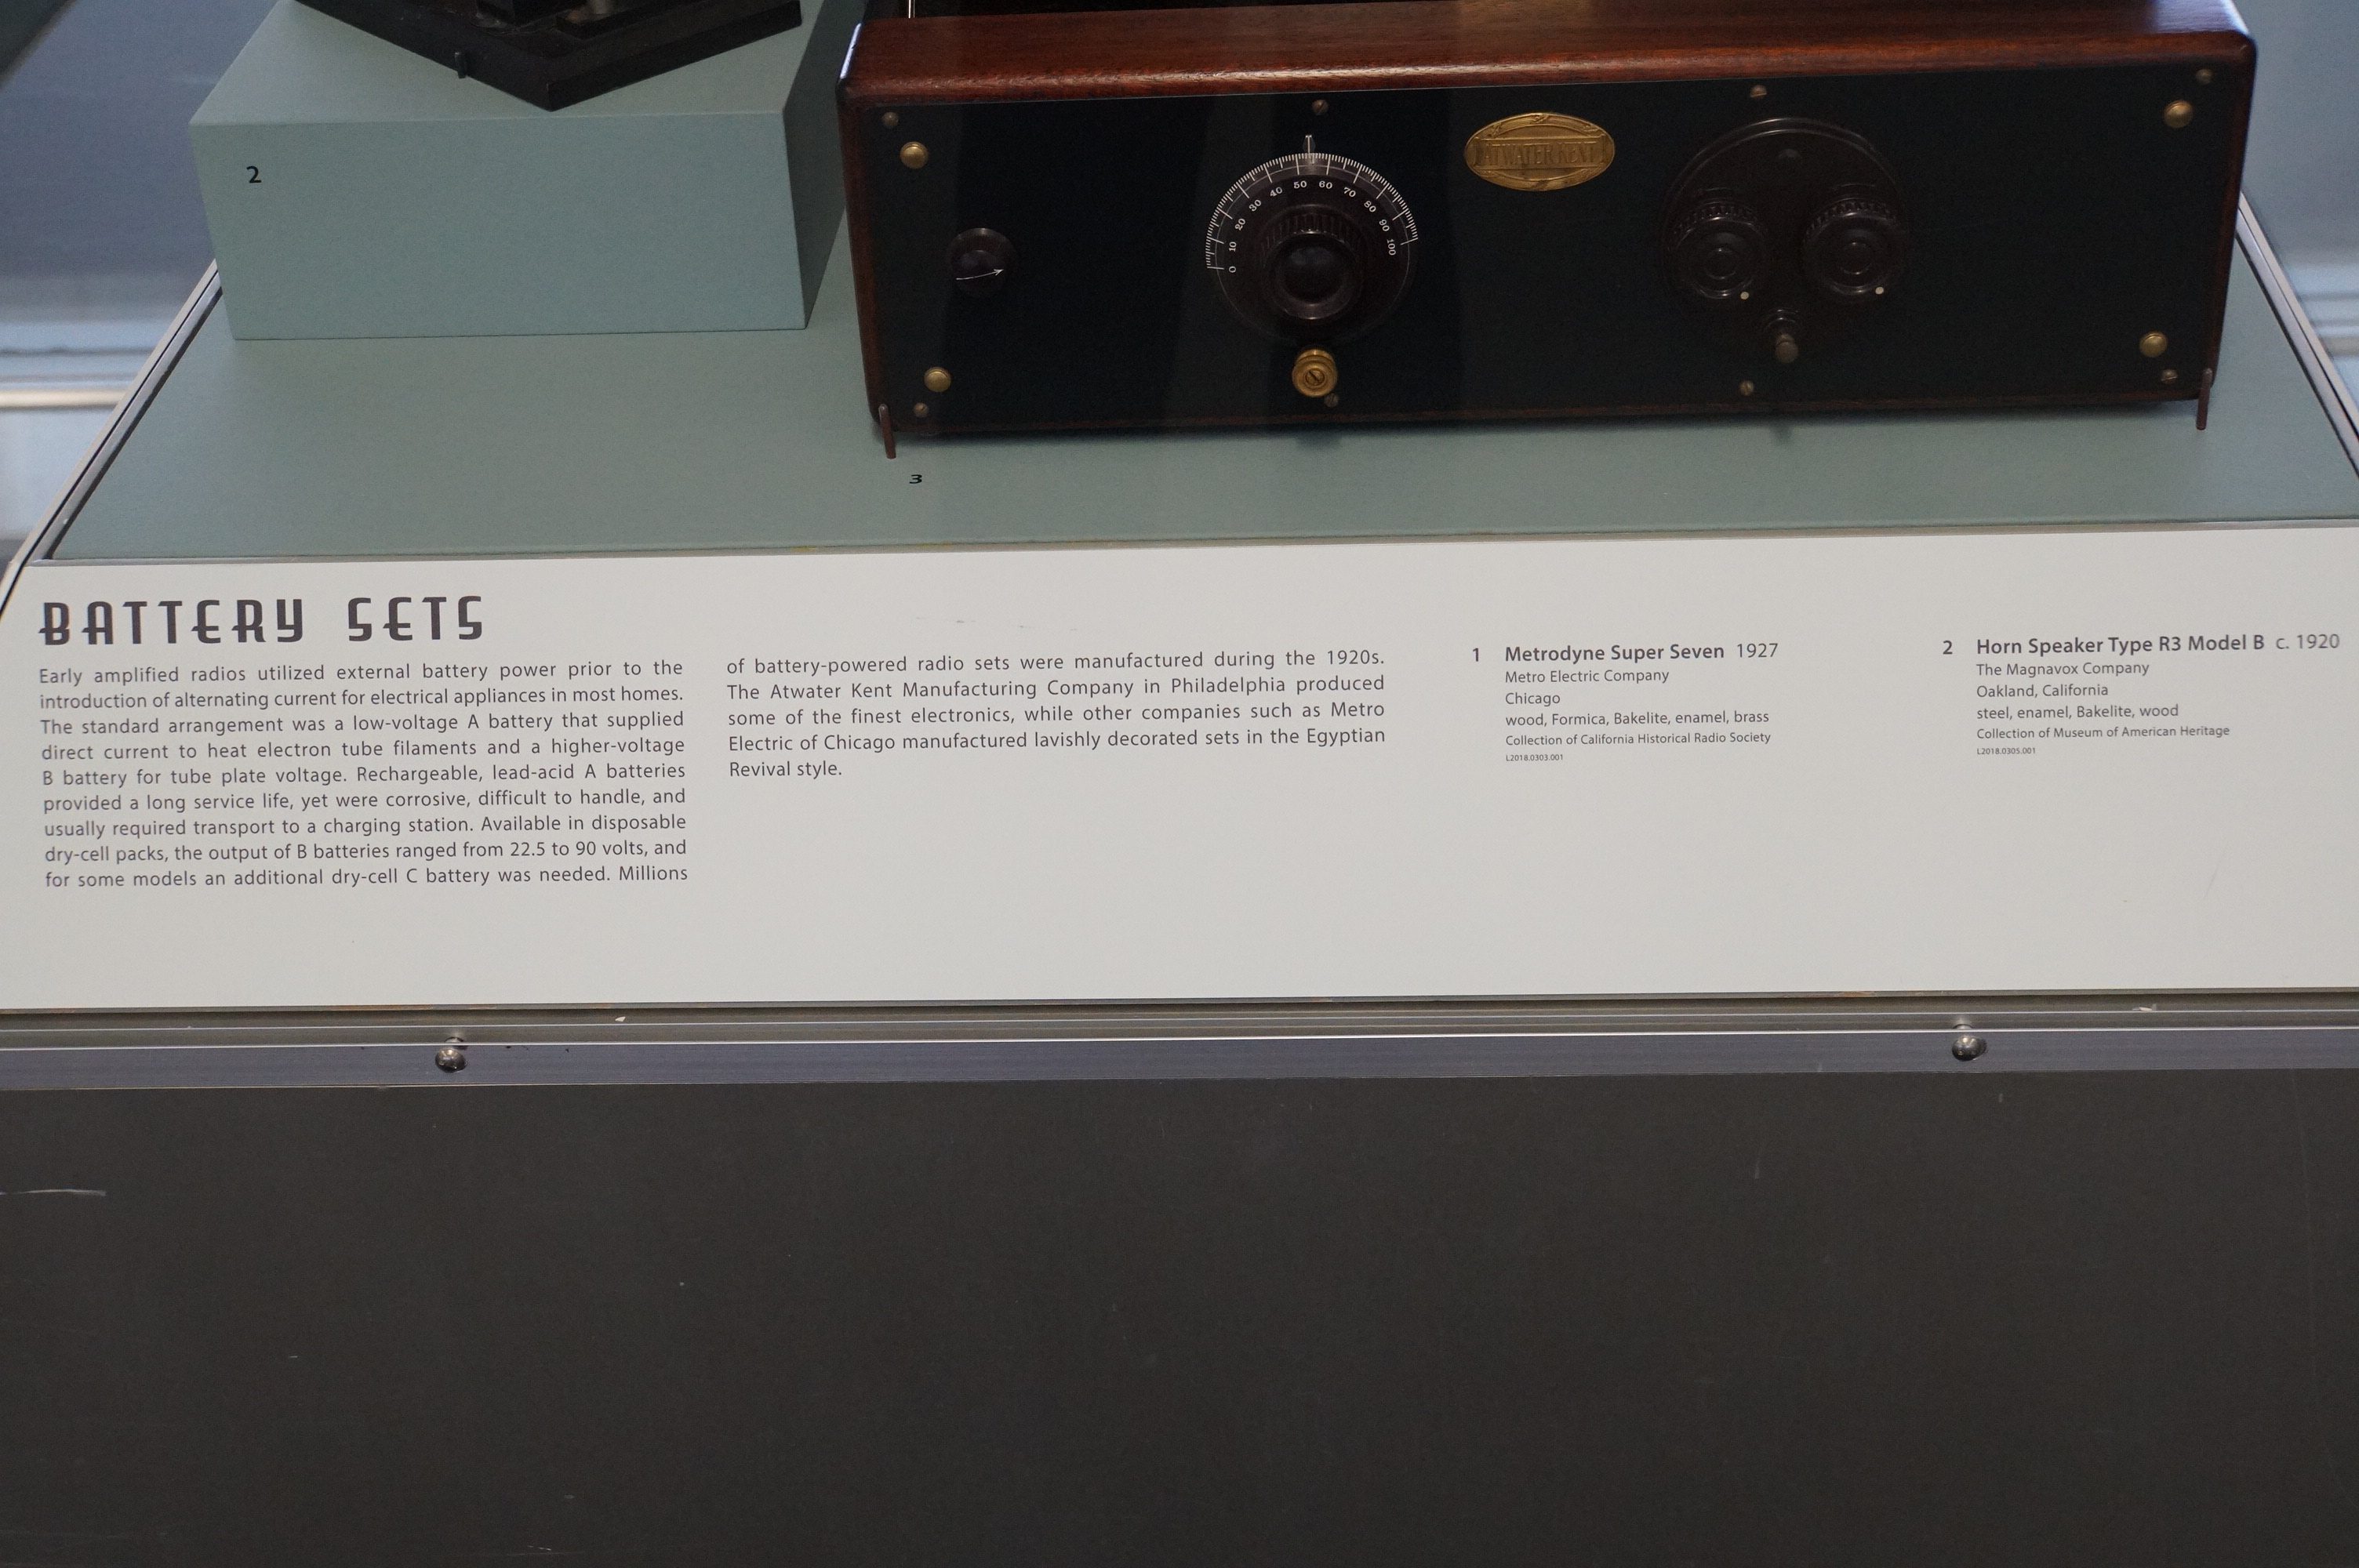 2
ATWATER KENT
0 10 20 30 40 50 60 70 80 90 100
3
BATTERY SETS
Early amplified radios utilized external battery power prior to the
introduction of alternating current for electrical appliances in most homes.
The standard arrangement was a low-voltage A battery that supplied
direct current to heat electron tube filaments and a higher-voltage
B battery for tube plate voltage. Rechargeable, lead-acid A batteries
provided a long service life, yet were corrosive, difficult to handle, and
usually required transport to a charging station. Available in disposable
dry-cell packs, the output of B batteries ranged from 22.5 to 90 volts, and
for some models an additional dry-cell C battery was needed. Millions
of battery-powered radio sets were manufactured during the 1920s.
The Atwater Kent Manufacturing Company in Philadelphia produced
some of the finest electronics, while other companies such as Metro
Electric of Chicago manufactured lavishly decorated sets in the Egyptian
Revival style.
1 Metrodyne Super Seven 1927
Metro Electric Company
Chicago
wood, Formica, Bakelite, enamel, brass
Collection of California Historical Radio Society
L2018.0303.001
2 Horn Speaker Type R3 Model B c. 1920
The Magnavox Company
Oakland, California
steel, enamel, Bakelite, wood
Collection of Museum of American Heritage
L2018.0305.001